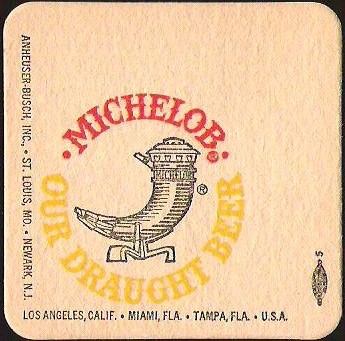 MICHELOB®
OUR DRAUGHT BEER
®
ANHEUSER-BUSCH, INC., • ST. LOUIS, MO. • NEWARK, N.J.
LOS ANGELES, CALIF. • MIAMI, FLA. • TAMPA, FLA. • U.S.A.
5